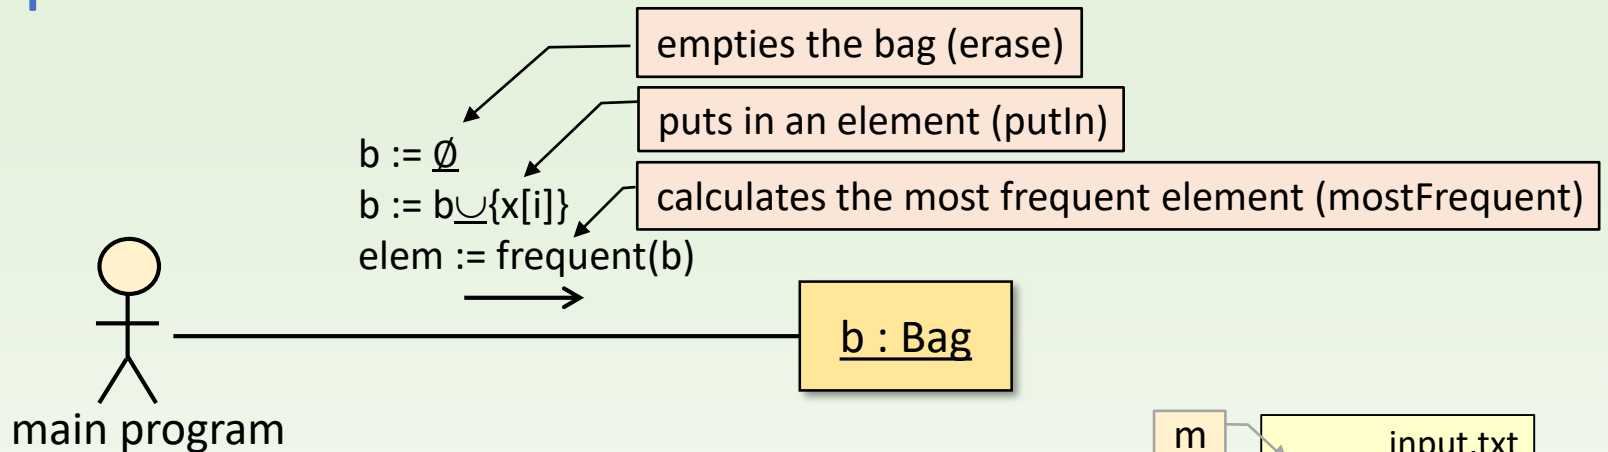 empties the bag (erase)
puts in an element (putIn)
b := ∅
b := b∪{x[i]}
calculates the most frequent element (mostFrequent)
elem := frequent(b)
b : Bag
main program
m
input.txt